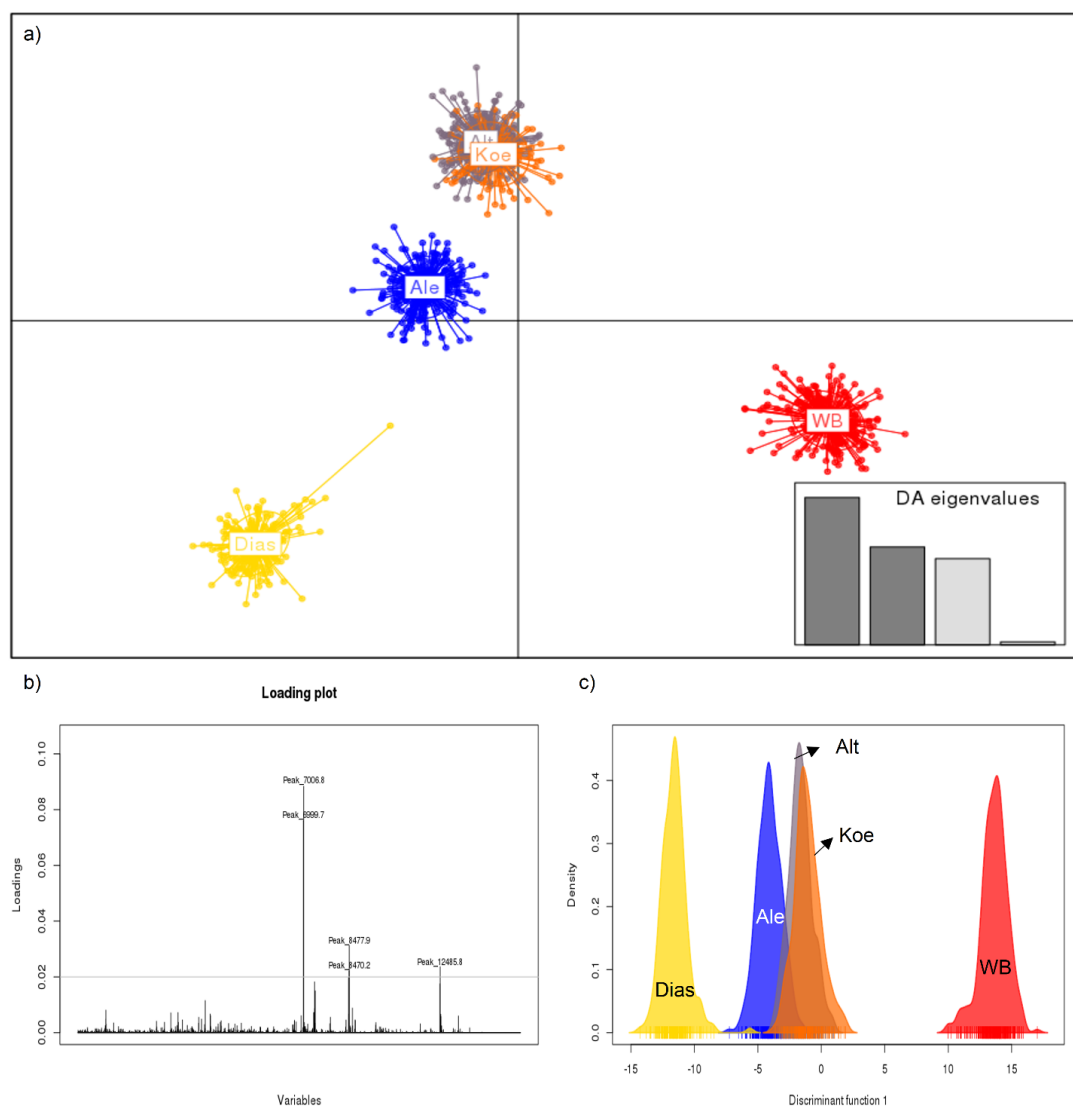 a)
Alt
Koe
Ale
WB
Dias
DA eigenvalues
b)
Loading plot
Loadings
0.00
0.02
0.04
0.06
0.08
0.10
Peak_7006.8
Peak_6999.7
Peak_8477.9
Peak_8470.2
Peak_12485.8
Variables
c)
Density
0.0
0.1
0.2
0.3
0.4
Alt
Koe
Ale
Dias
WB
-15
-10
-5
0
5
10
15
Discriminant function 1